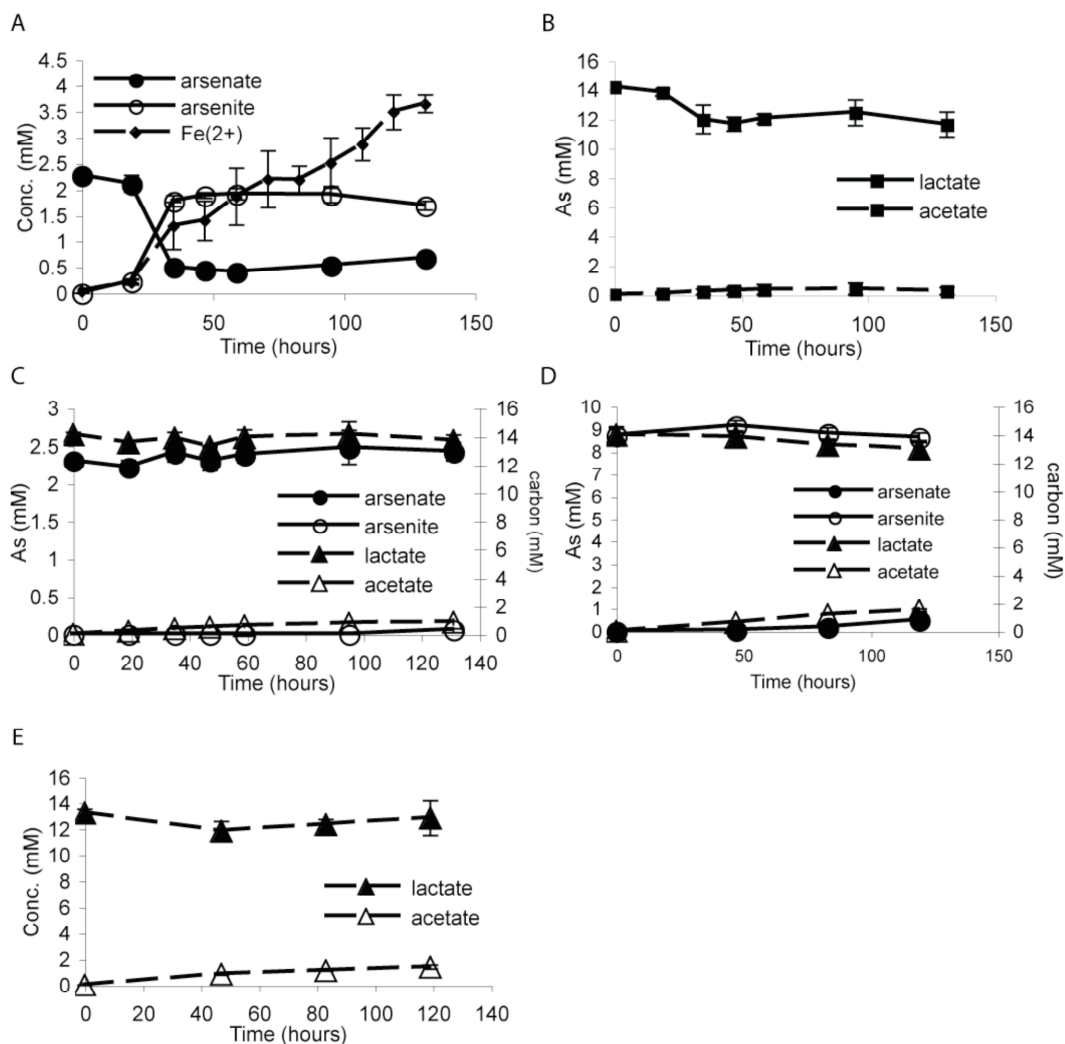 A
4.5
4
3.5
3
2.5
2
1.5
1
0.5
0
Conc. (mM)
arsenate
arsenite
Fe(2+)
0 50 100 150
Time (hours)
B
16
14
12
10
8
6
4
2
0
As (mM)
lactate
acetate
0 50 100 150
Time (hours)
C
3
2.5
2
1.5
1
0.5
0
As (mM)
16
14
12
10
8
6
4
2
0
carbon (mM)
arsenate
arsenite
lactate
acetate
0 20 40 60 80 100 120 140
Time (hours)
D
10
9
8
7
6
5
4
3
2
1
0
As (mM)
16
14
12
10
8
6
4
2
0
carbon (mM)
arsenate
arsenite
lactate
acetate
0 50 100 150
Time (hours)
E
16
14
12
10
8
6
4
2
0
Conc. (mM)
lactate
acetate
0 20 40 60 80 100 120 140
Time (hours)